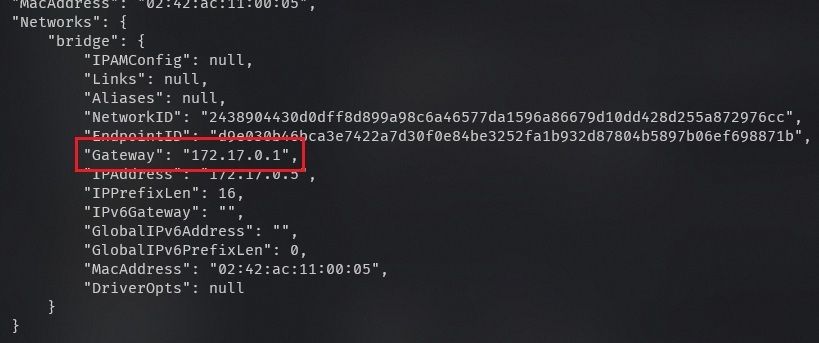 "MacAddress": "02:42:ac:11:00:05",
"Networks": {
"bridge": {
"IPAMConfig": null,
"Links": null,
"Aliases": null,
"NetworkID": "2438904430d0dff8d899a98c6a46577da1596a86679d10dd428d255a872976cc",
"EndpointID": "d9e030b46bca3e7422a7d30f0e84be3252fa1b932d87804b5897b06ef698871b",
"Gateway": "172.17.0.1",
"IPAddress": "172.17.0.5",
"IPPrefixLen": 16,
"IPv6Gateway": "",
"GlobalIPv6Address": "",
"GlobalIPv6PrefixLen": 0,
"MacAddress": "02:42:ac:11:00:05",
"DriverOpts": null
}
}